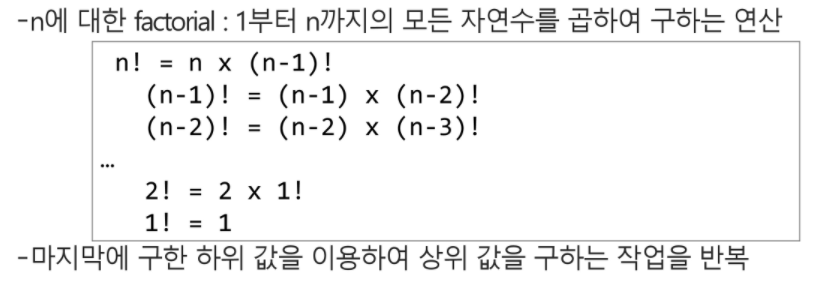 -n에 대한 factorial : 1부터 n까지의 모든 자연수를 곱하여 구하는 연산
n! = n x (n-1)!
(n-1)! = (n-1) x (n-2)!
(n-2)! = (n-2) x (n-3)!
…
2! = 2 x 1!
1! = 1
-마지막에 구한 하위 값을 이용하여 상위 값을 구하는 작업을 반복